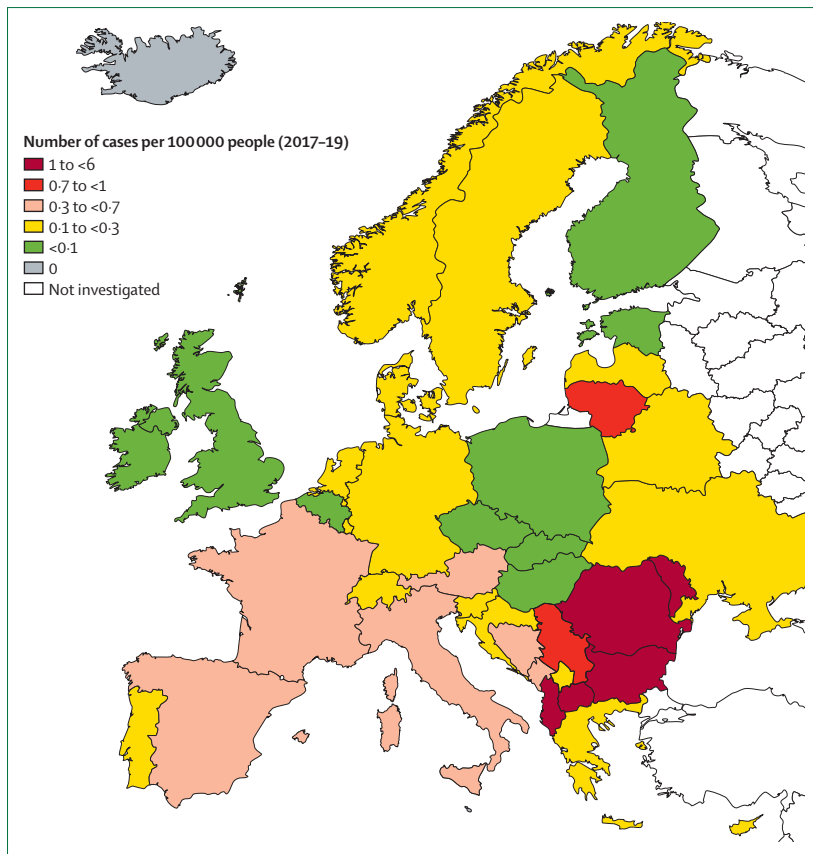 Number of cases per 100 000 people (2017–19)
1 to <6
0·7 to <1
0·3 to <0·7
0·1 to <0·3
<0·1
0
Not investigated